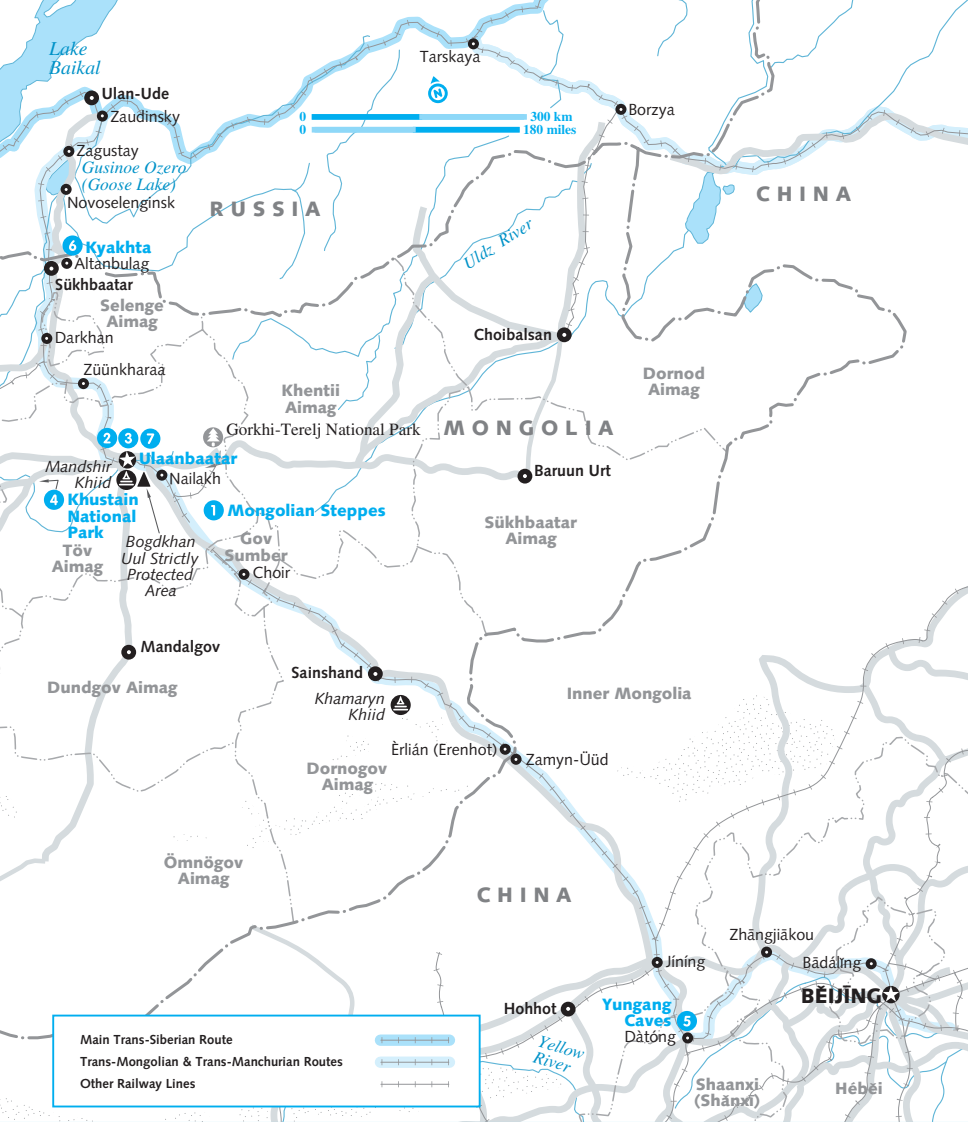 Lake
Baikal
Tarskaya
Ulan-Ude
Zaudinsky
N
0
300 km
0
180 miles
Borzya
Zagustay
Gusinoe Ozero
(Goose Lake)
Novoselenginsk
RUSSIA
CHINA
Uldz River
6 Kyakhta
Altanbulag
Sükhbaatar
Selenge
Aimag
Darkhan
Choibalsan
Züünkharaa
Khentii
Aimag
Dornod
Aimag
Gorkhi-Terelj National Park
MONGOLIA
2 3 7
Ulaanbaatar
Mandshir
Khiid
Nailakh
Baruun Urt
4 Khustain
National
Park
1 Mongolian Steppes
Töv
Aimag
Bogdkhan
Uul Strictly
Protected
Area
Gov
Sumber
Choir
Sükhbaatar
Aimag
Mandalgov
Dundgov Aimag
Sainshand
Khamaryn
Khiid
Inner Mongolia
Èrlián (Erenhot)
Zamyn-Üüd
Dornogov
Aimag
Ömnögov
Aimag
CHINA
Zhāngjiākou
Jíníng
Bādálǐng
BĚIJĪNG
Hohhot
Yungang
Caves 5
Dàtóng
Yellow
River
Shaanxi
(Shǎnxī)
Héběi
Main Trans-Siberian Route
Trans-Mongolian & Trans-Manchurian Routes
Other Railway Lines